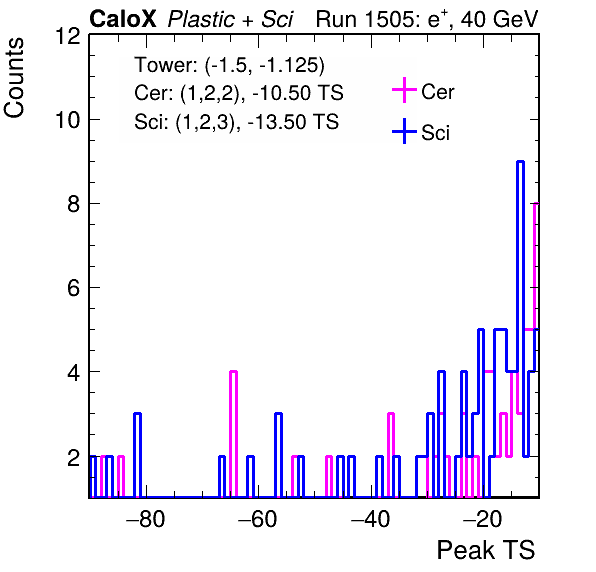 CaloX Plastic + Sci Run 1505: e+, 40 GeV
Counts
12
10
8
6
4
2
Tower: (-1.5, -1.125)
Cer: (1,2,2), -10.50 TS
Sci: (1,2,3), -13.50 TS
Cer
Sci
−80 −60 −40 −20
Peak TS